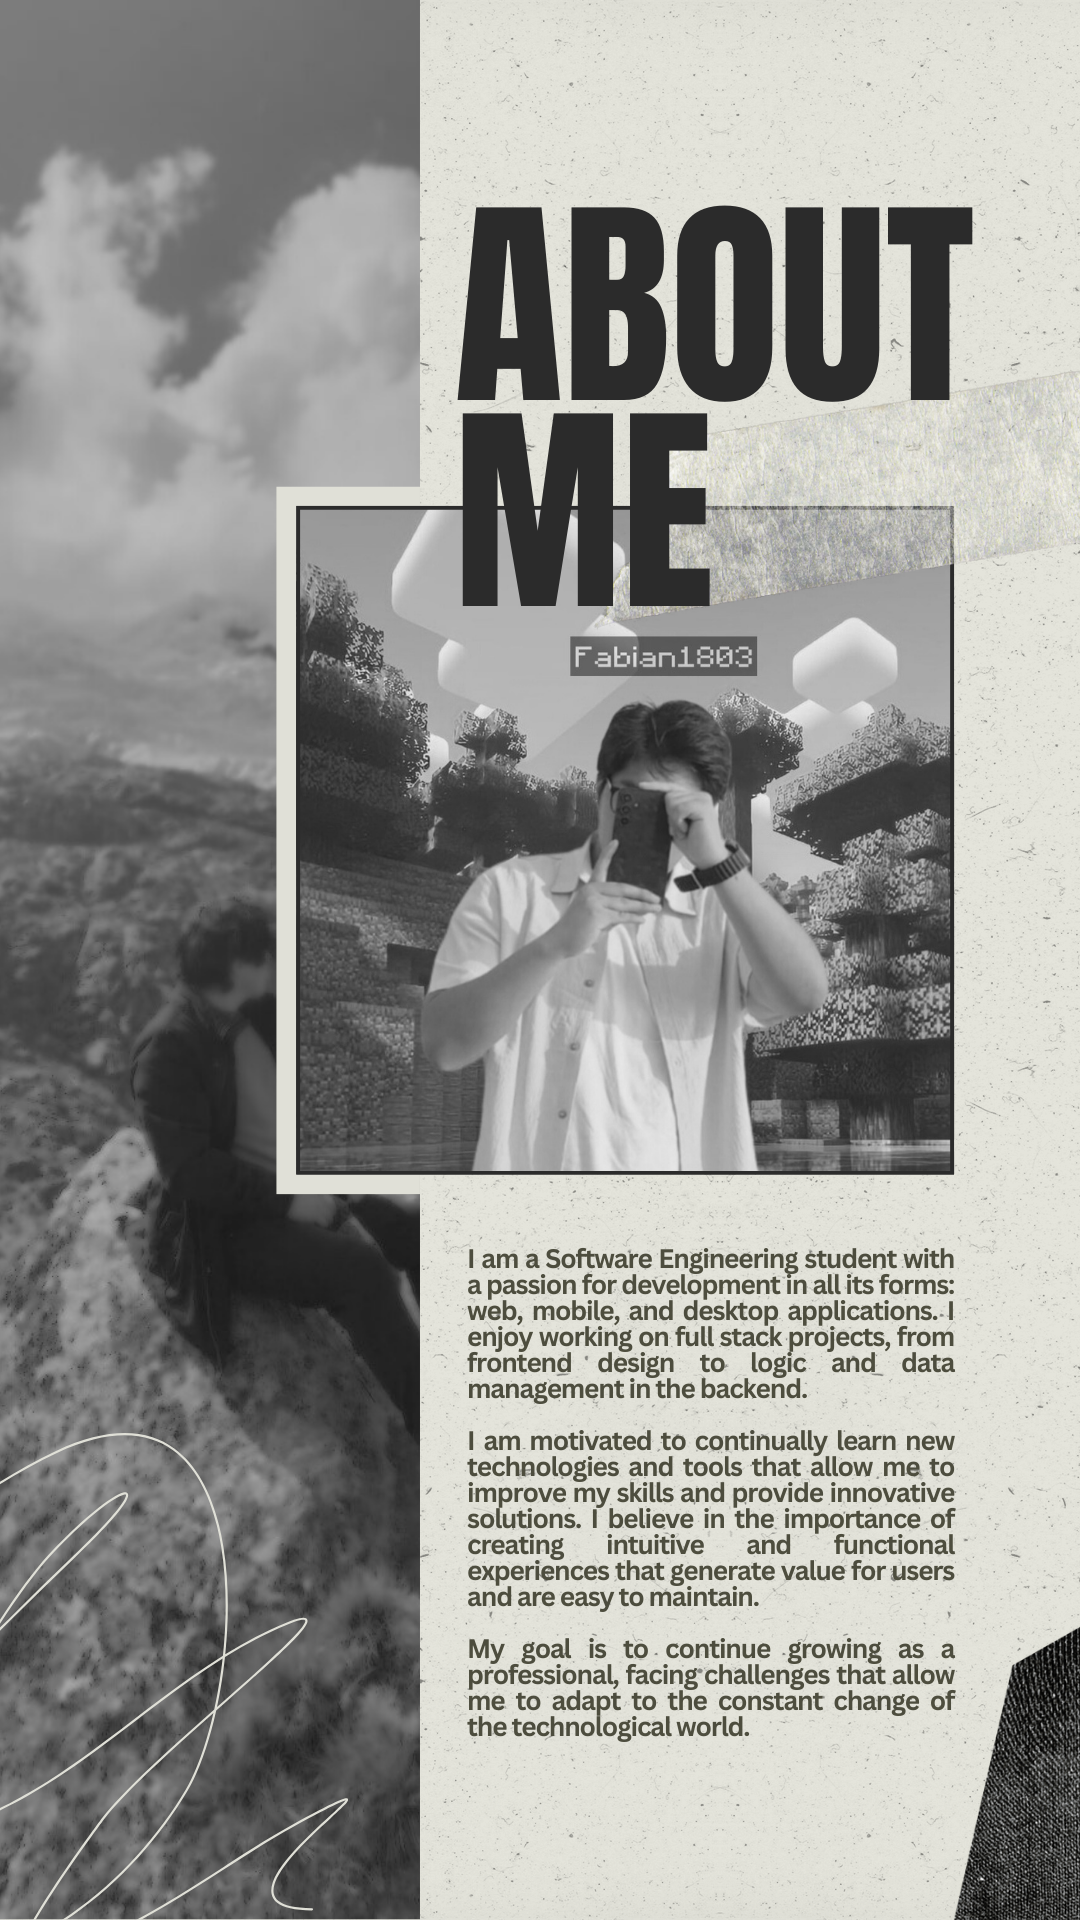 ABOUT
ME
Fabian1803
I am a Software Engineering student with
a passion for development in all its forms:
web, mobile, and desktop applications. I
enjoy working on full stack projects, from
frontend design to logic and data
management in the backend.
I am motivated to continually learn new
technologies and tools that allow me to
improve my skills and provide innovative
solutions. I believe in the importance of
creating intuitive and functional
experiences that generate value for users
and are easy to maintain.
My goal is to continue growing as a
professional, facing challenges that allow
me to adapt to the constant change of
the technological world.